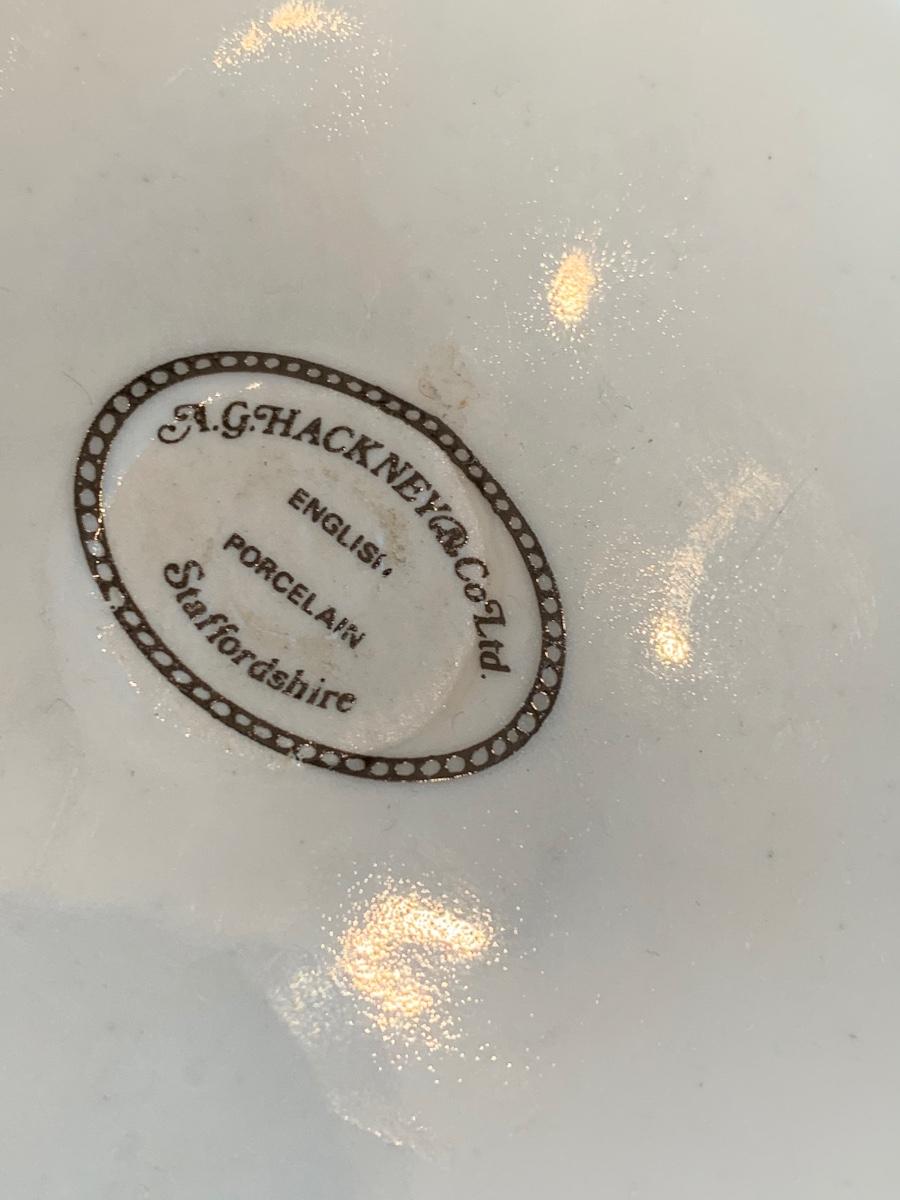 A.G.HACKNEY & Co Ltd.
ENGLISH
PORCELAIN
Staffordshire